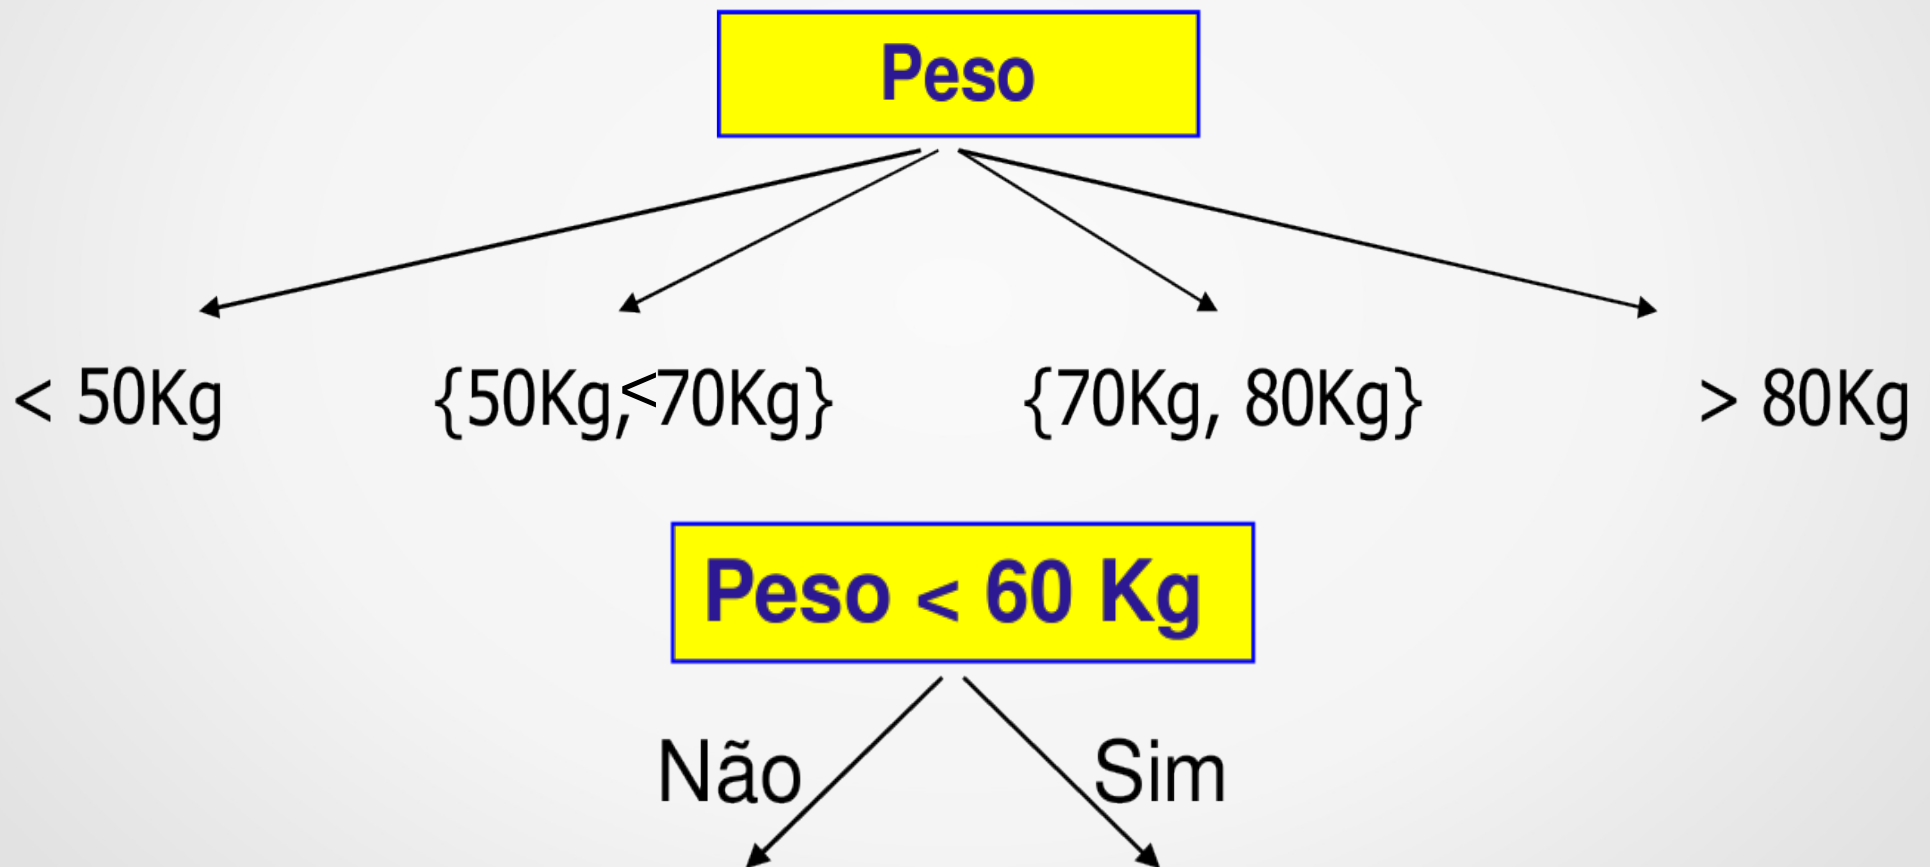 Peso
< 50Kg {50Kg,<70Kg} {70Kg, 80Kg} > 80Kg
Peso < 60 Kg
Não Sim